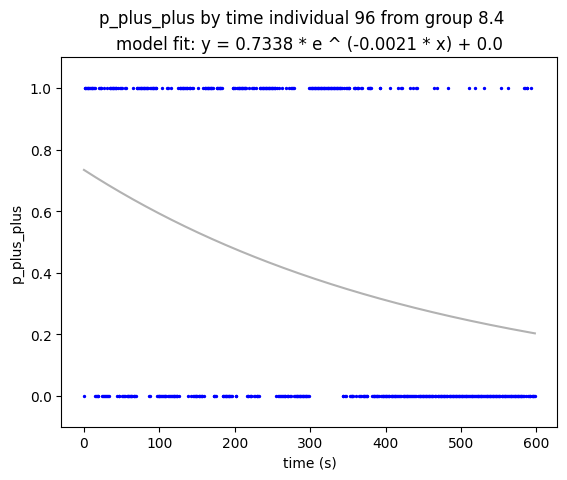 p_plus_plus by time individual 96 from group 8.4
model fit: y = 0.7338 * e ^ (-0.0021 * x) + 0.0
1.0
0.8
0.6
0.4
0.2
0.0
p_plus_plus
0 100 200 300 400 500 600
time (s)